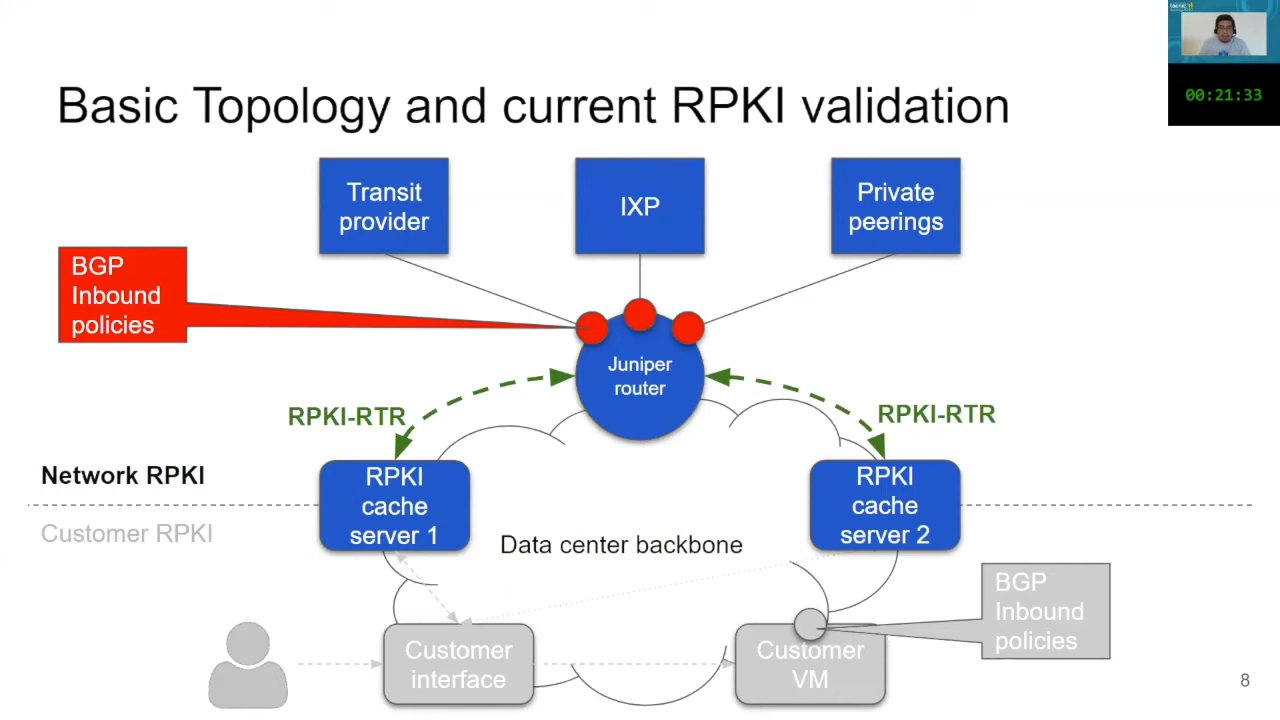 00:21:33
Basic Topology and current RPKI validation
Transit
provider
IXP
Private
peerings
BGP
Inbound
policies
Juniper
router
RPKI-RTR
RPKI-RTR
Network RPKI
Customer RPKI
RPKI
cache
server 1
RPKI
cache
server 2
Data center backbone
BGP
Inbound
policies
Customer
interface
Customer
VM
8